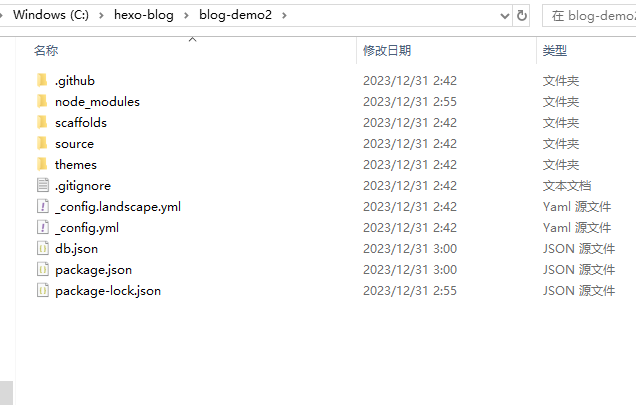 Windows (C:) hexo-blog blog-demo2 在 blog-demo2
名称 修改日期 类型
.github 2023/12/31 2:42 文件夹
node_modules 2023/12/31 2:55 文件夹
scaffolds 2023/12/31 2:42 文件夹
source 2023/12/31 2:42 文件夹
themes 2023/12/31 2:42 文件夹
.gitignore 2023/12/31 2:42 文本文档
_config.landscape.yml 2023/12/31 2:42 Yaml 源文件
_config.yml 2023/12/31 2:42 Yaml 源文件
db.json 2023/12/31 3:00 JSON 源文件
package.json 2023/12/31 3:00 JSON 源文件
package-lock.json 2023/12/31 2:55 JSON 源文件